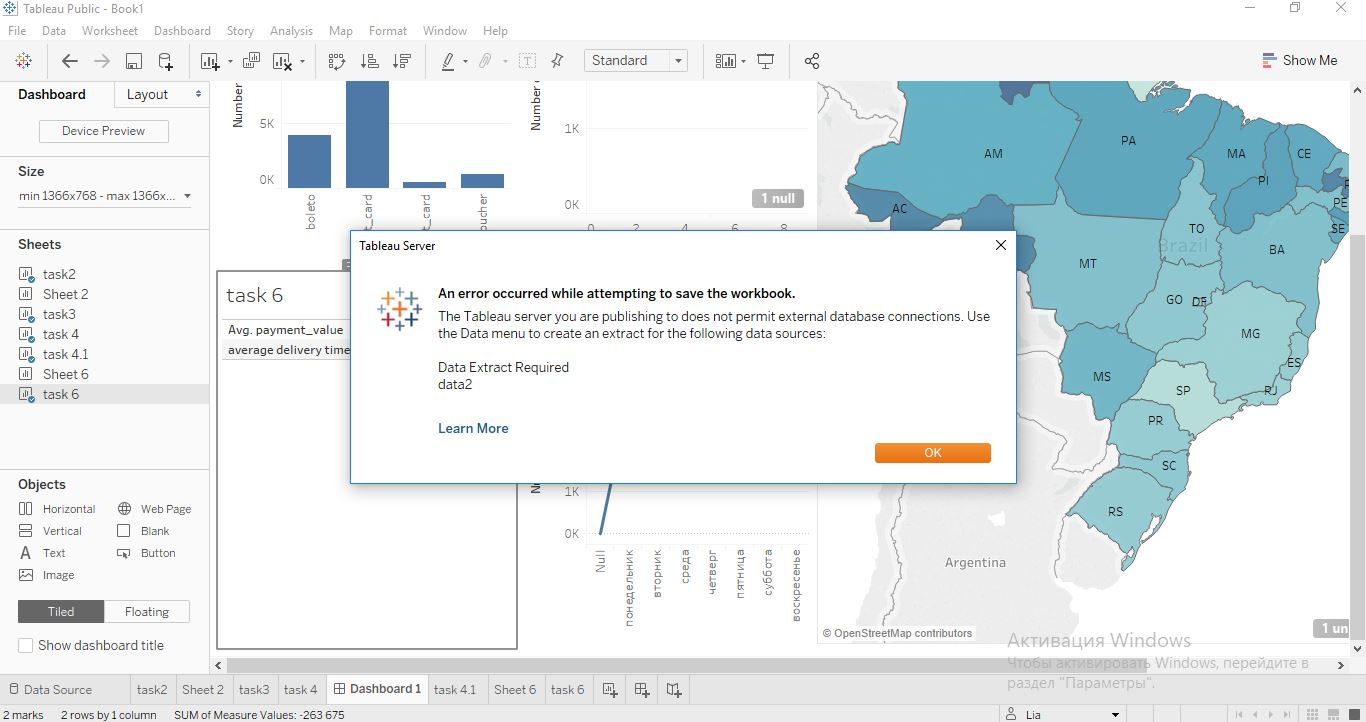 Tableau Public - Book1
File Data Worksheet Dashboard Story Analysis Map Format Window Help
Standard
Show Me
Dashboard Layout
Device Preview
Size
min 1366x768 - max 1366x...
Sheets
task2
Sheet 2
task3
task 4
task 4.1
Sheet 6
task 6
Objects
Horizontal Web Page
Vertical Blank
Text Button
Image
Tiled Floating
Show dashboard title
Number
5K
0K
boleto
t_card
t_card
oucher
Number
1K
0K
1 null
0 2 4 6 8
task 6
Avg. payment_value
average delivery time
Tableau Server
An error occurred while attempting to save the workbook.
The Tableau server you are publishing to does not permit external database connections. Use
the Data menu to create an extract for the following data sources:
Data Extract Required
data2
Learn More
OK
1K
0K
Null
понедельник
вторник
среда
четверг
пятница
суббота
воскресенье
AM
PA
MA
CE
PI
AC
PE
TO
SE
Brazil
BA
MT
GO
DF
MG
ES
MS
SP
RJ
PR
SC
RS
Argentina
© OpenStreetMap contributors
1 un
Активация Windows
Чтобы активировать Windows, перейдите в
раздел "Параметры".
Data Source task2 Sheet 2 task3 task 4 Dashboard 1 task 4.1 Sheet 6 task 6
2 marks 2 rows by 1 column SUM of Measure Values: -263 675 Lia